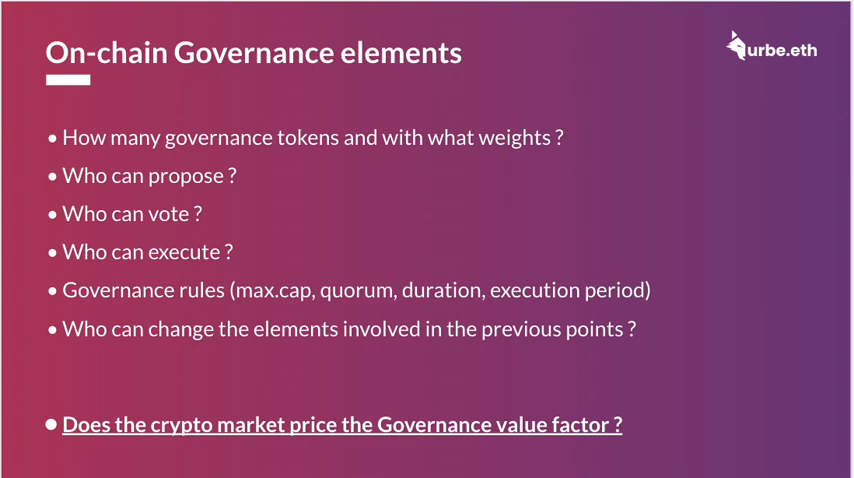 On-chain Governance elements
urbe.eth
• How many governance tokens and with what weights ?
• Who can propose ?
• Who can vote ?
• Who can execute ?
• Governance rules (max.cap, quorum, duration, execution period)
• Who can change the elements involved in the previous points ?
• Does the crypto market price the Governance value factor ?